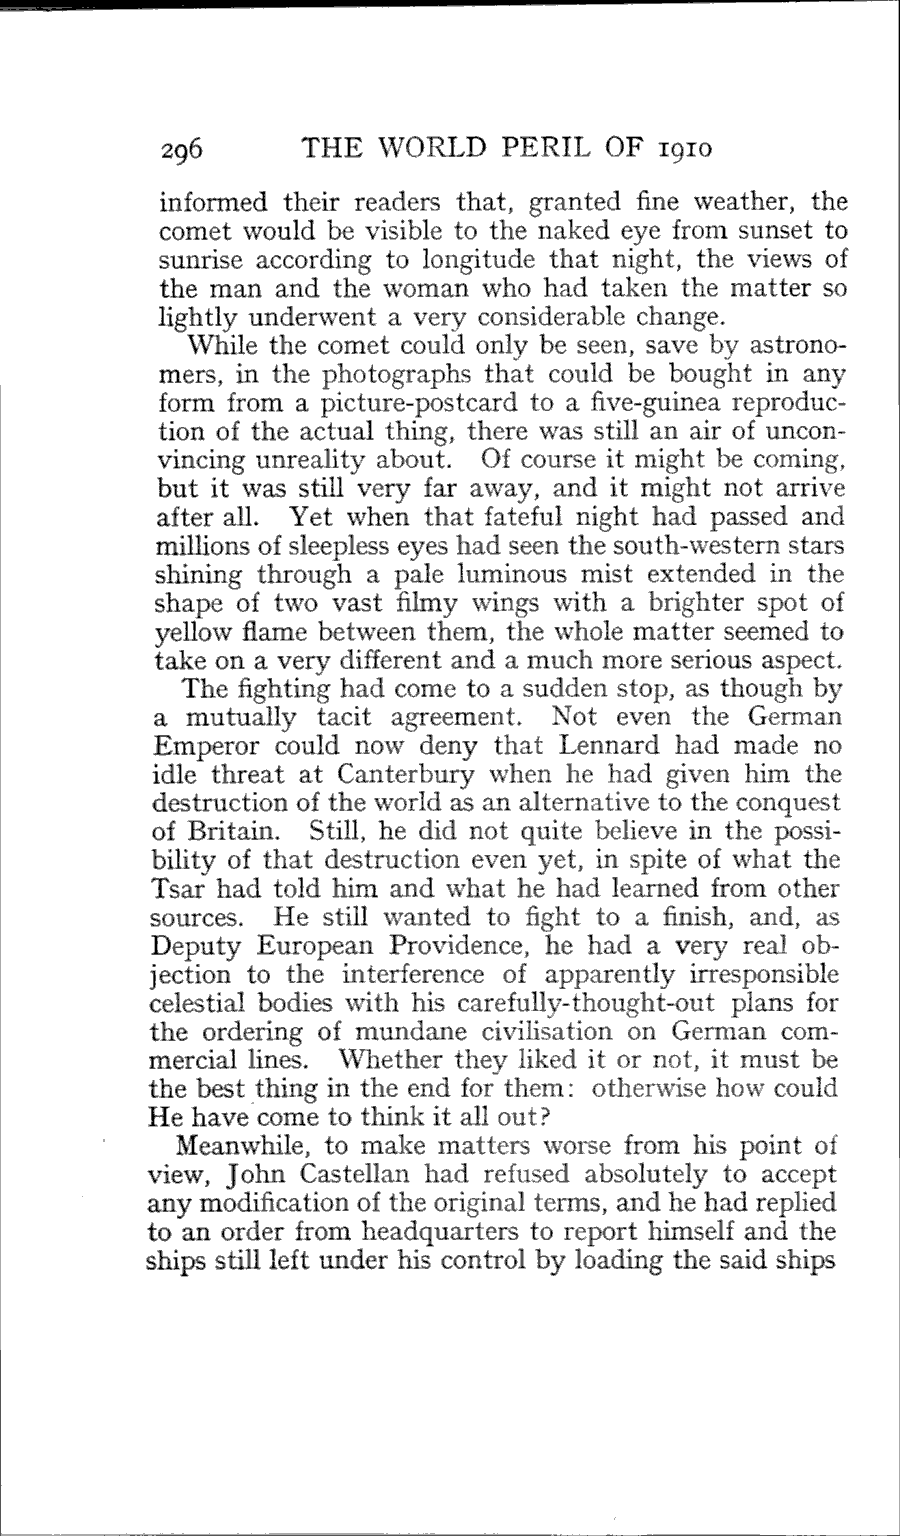 296 THE WORLD PERIL OF 1910
informed their readers that, granted fine weather, the
comet would be visible to the naked eye from sunset to
sunrise according to longitude that night, the views of
the man and the woman who had taken the matter so
lightly underwent a very considerable change.
While the comet could only be seen, save by astrono-
mers, in the photographs that could be bought in any
form from a picture-postcard to a five-guinea reproduc-
tion of the actual thing, there was still an air of uncon-
vincing unreality about. Of course it might be coming,
but it was still very far away, and it might not arrive
after all. Yet when that fateful night had passed and
millions of sleepless eyes had seen the south-western stars
shining through a pale luminous mist extended in the
shape of two vast filmy wings with a brighter spot of
yellow flame between them, the whole matter seemed to
take on a very different and a much more serious aspect.
The fighting had come to a sudden stop, as though by
a mutually tacit agreement. Not even the German
Emperor could now deny that Lennard had made no
idle threat at Canterbury when he had given him the
destruction of the world as an alternative to the conquest
of Britain. Still, he did not quite believe in the possi-
bility of that destruction even yet, in spite of what the
Tsar had told him and what he had learned from other
sources. He still wanted to fight to a finish, and, as
Deputy European Providence, he had a very real ob-
jection to the interference of apparently irresponsible
celestial bodies with his carefully-thought-out plans for
the ordering of mundane civilisation on German com-
mercial lines. Whether they liked it or not, it must be
the best thing in the end for them: otherwise how could
He have come to think it all out?
Meanwhile, to make matters worse from his point of
view, John Castellan had refused absolutely to accept
any modification of the original terms, and he had replied
to an order from headquarters to report himself and the
ships still left under his control by loading the said ships